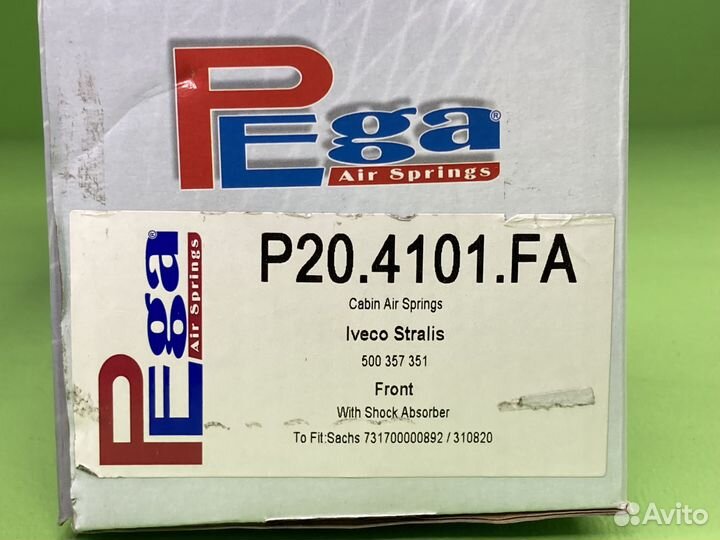 PEga®
Air Springs
PEga®
Air Springs
P20.4101.FA
Cabin Air Springs
Iveco Stralis
500 357 351
Front
With Shock Absorber
To Fit:Sachs 731700000892 / 310820
Avito